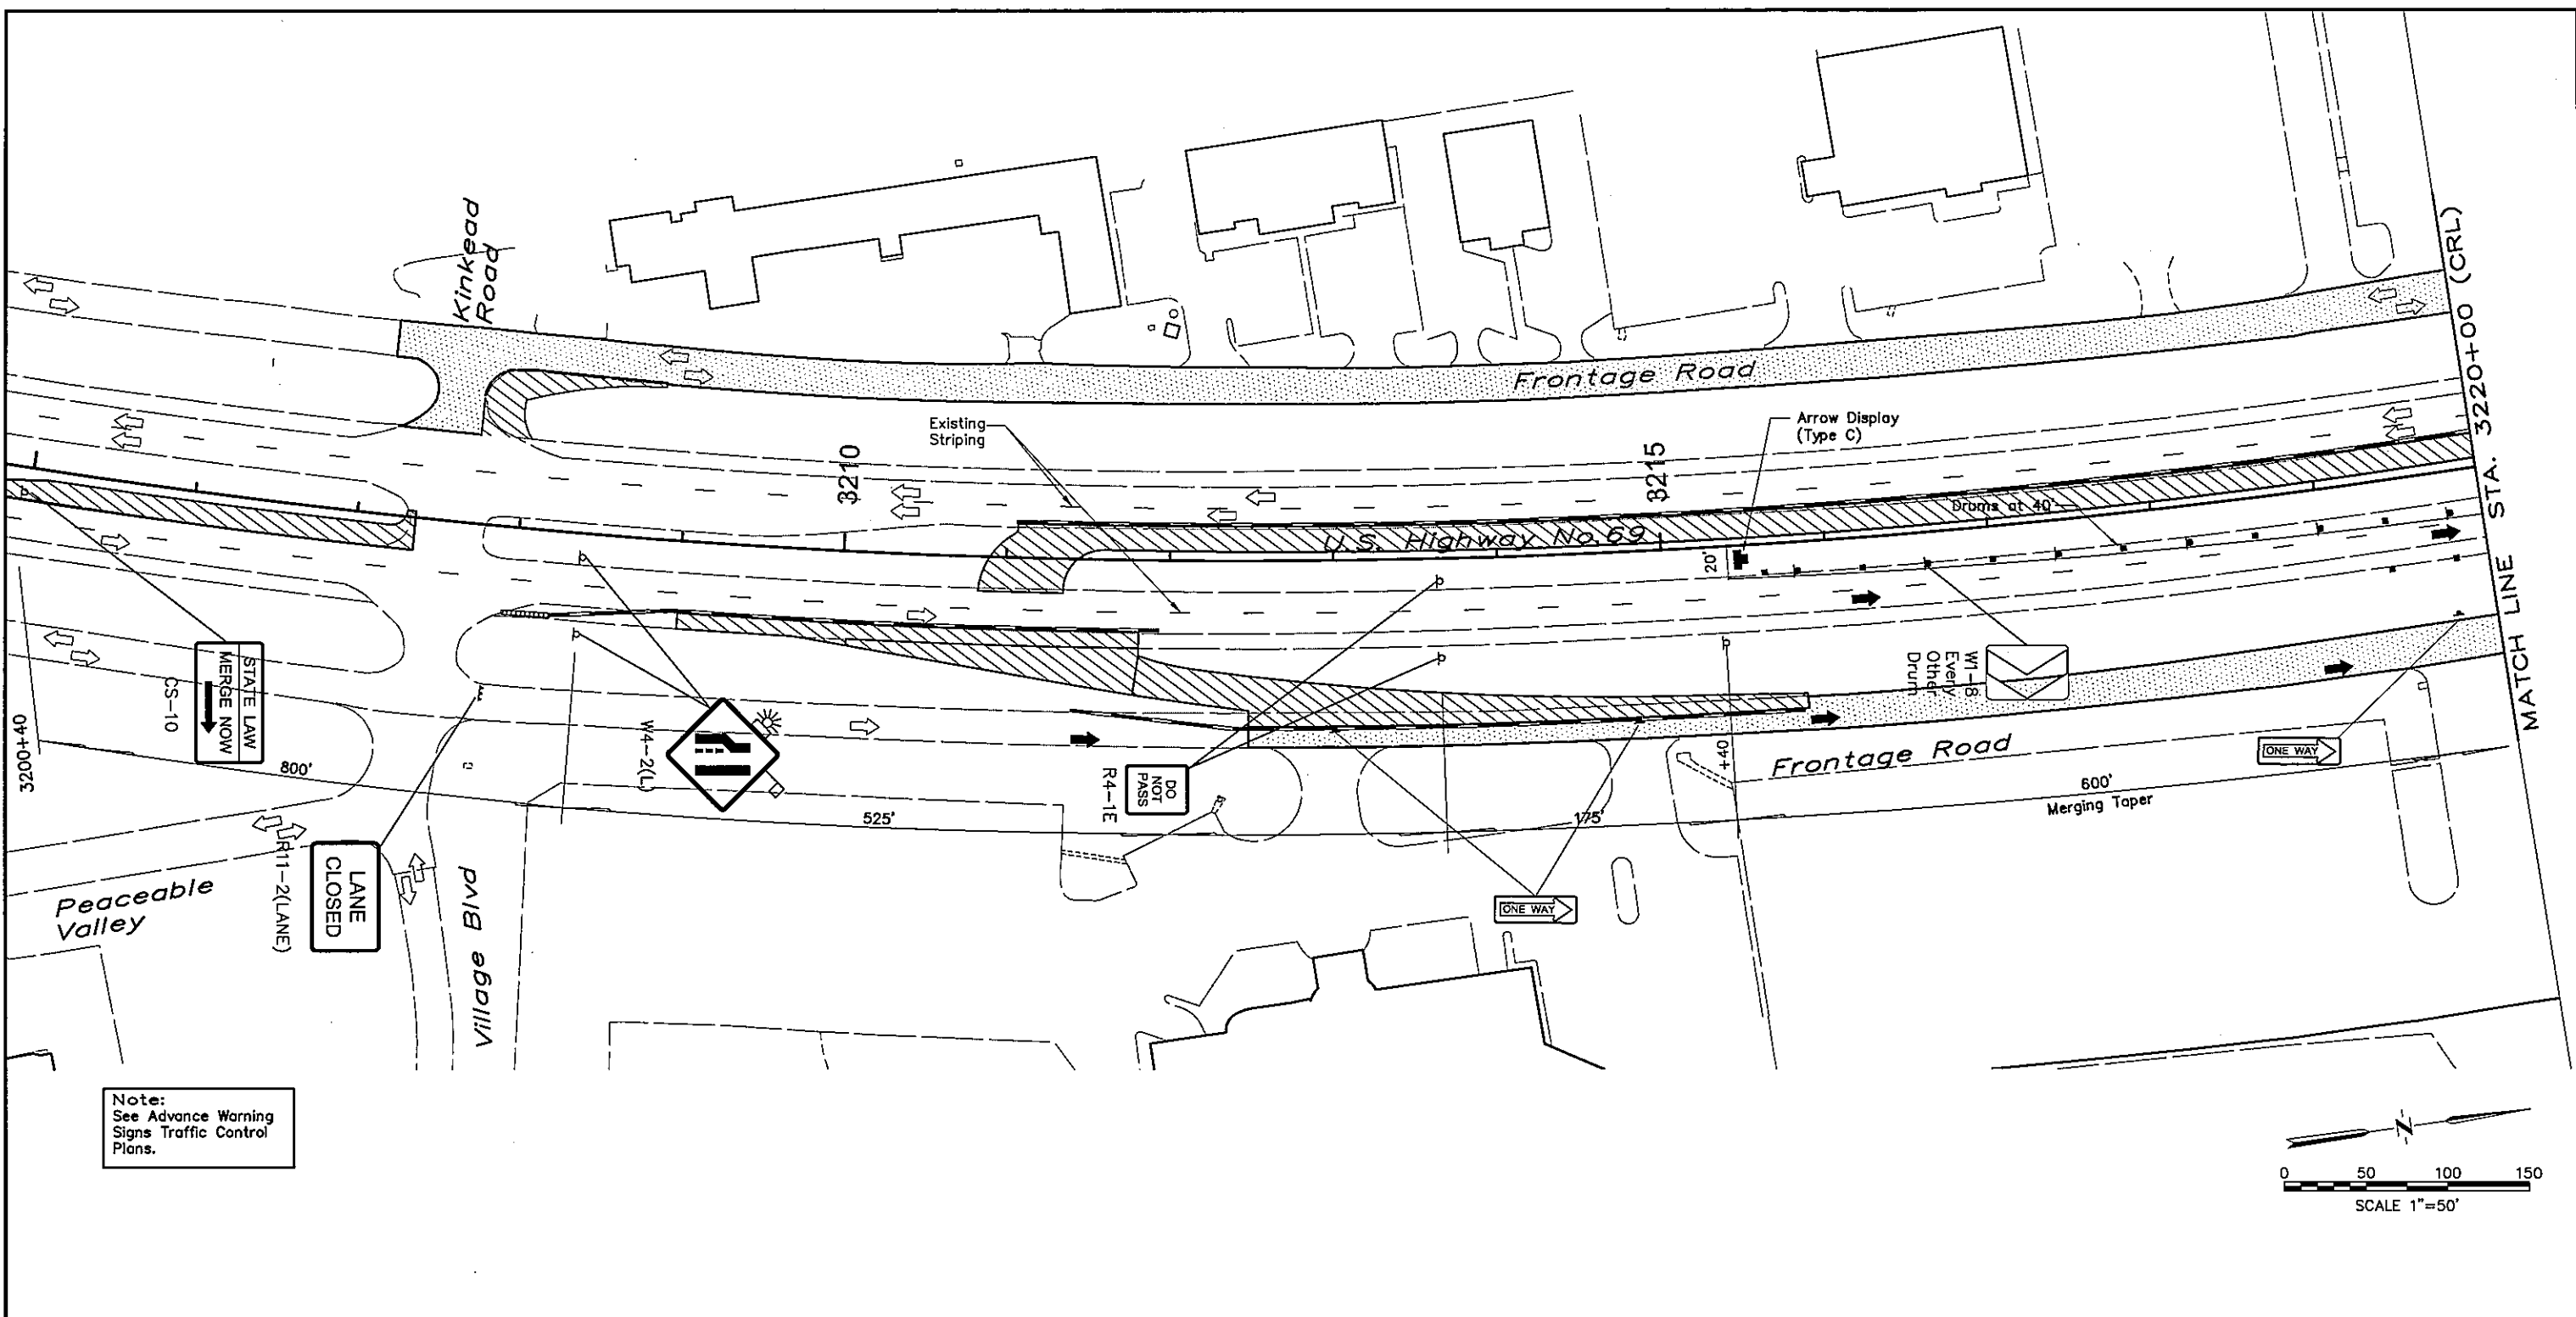 Kinkead
Road
Existing
Striping
3210
3215
Arrow Display
(Type C)
Frontage Road
Drums at 40'
U.S. Highway No.69
20'
MATCH LINE STA. 3220+00 (CRL)
STATE LAW
MERGE NOW
CS-10
3200+40
800'
W4-2(L)
525'
DO
NOT
PASS
R4-1E
175'
+40
W1-8
Every
Other
Drum
Frontage Road
600'
Merging Taper
ONE WAY
ONE WAY
LANE
CLOSED
R11-2(LANE)
Peaceable
Valley
Village Blvd
Note:
See Advance Warning
Signs Traffic Control
Plans.
N
0 50 100 150
SCALE 1"=50'